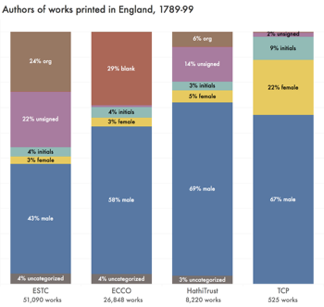 Authors of works printed in England, 1789-99
24% org
22% unsigned
4% initials
3% female
43% male
4% uncategorized
29% blank
4% initials
3% female
58% male
4% uncategorized
6% org
14% unsigned
3% initials
5% female
69% male
3% uncategorized
2% unsigned
9% initials
22% female
67% male
ESTC
51,090 works
ECCO
26,848 works
HathiTrust
8,220 works
TCP
525 works